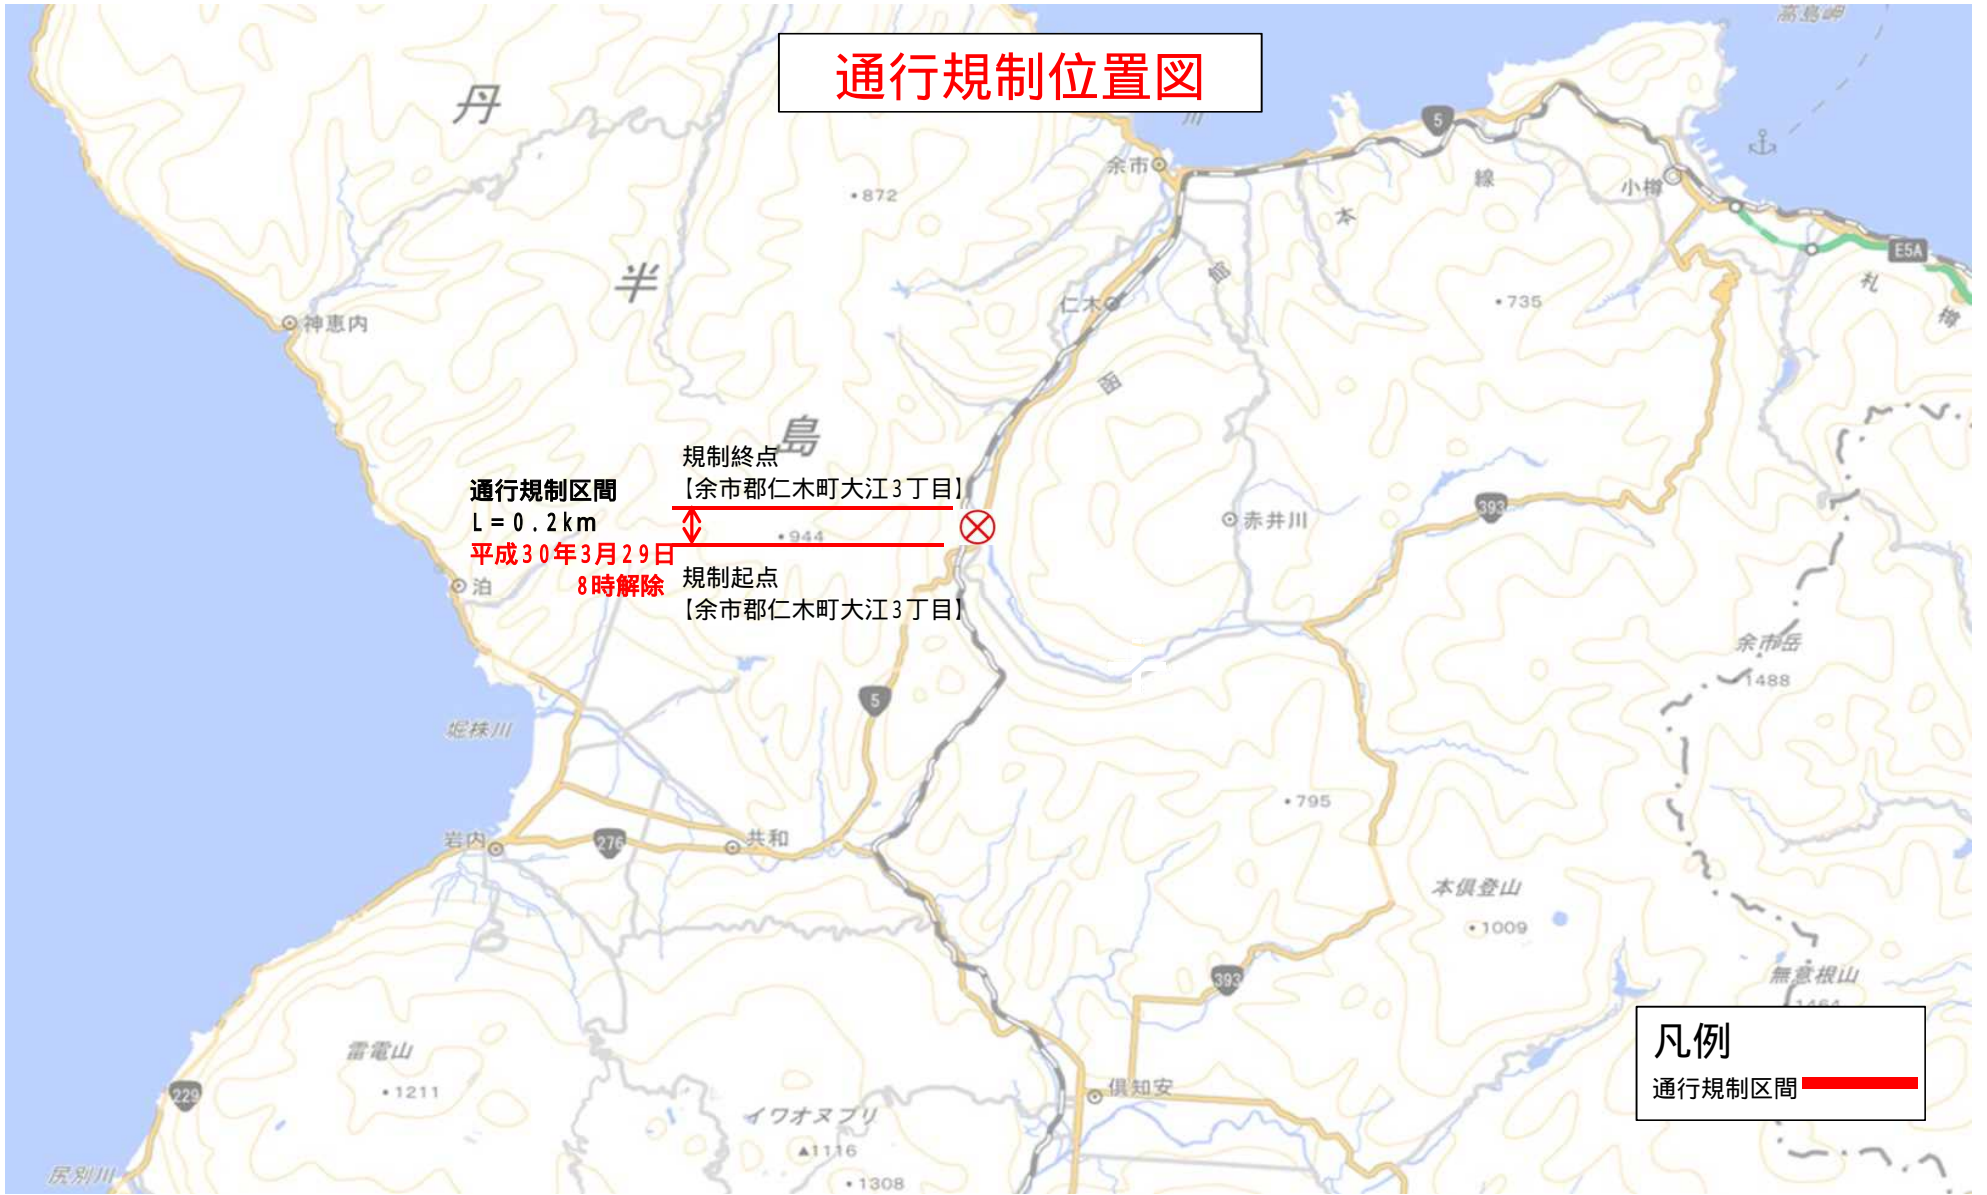 通行規制位置図
高島岬
丹
川
5
余市
線
小樽
・872
本
E5A
半
館
札
仁木
・735
樽
神恵内
函
島
規制終点
【余市郡仁木町大江3丁目】
通行規制区間
L=0.2km
・944
平成30年3月29日
8時解除
規制起点
【余市郡仁木町大江3丁目】
393
赤井川
泊
余市岳
1488
5
堀株川
・795
岩内
276
共和
本倶登山
・1009
393
無意根山
1464
凡例
通行規制区間
雷電山
・1211
229
倶知安
イワオヌプリ
▲1116
尻別川
・1308